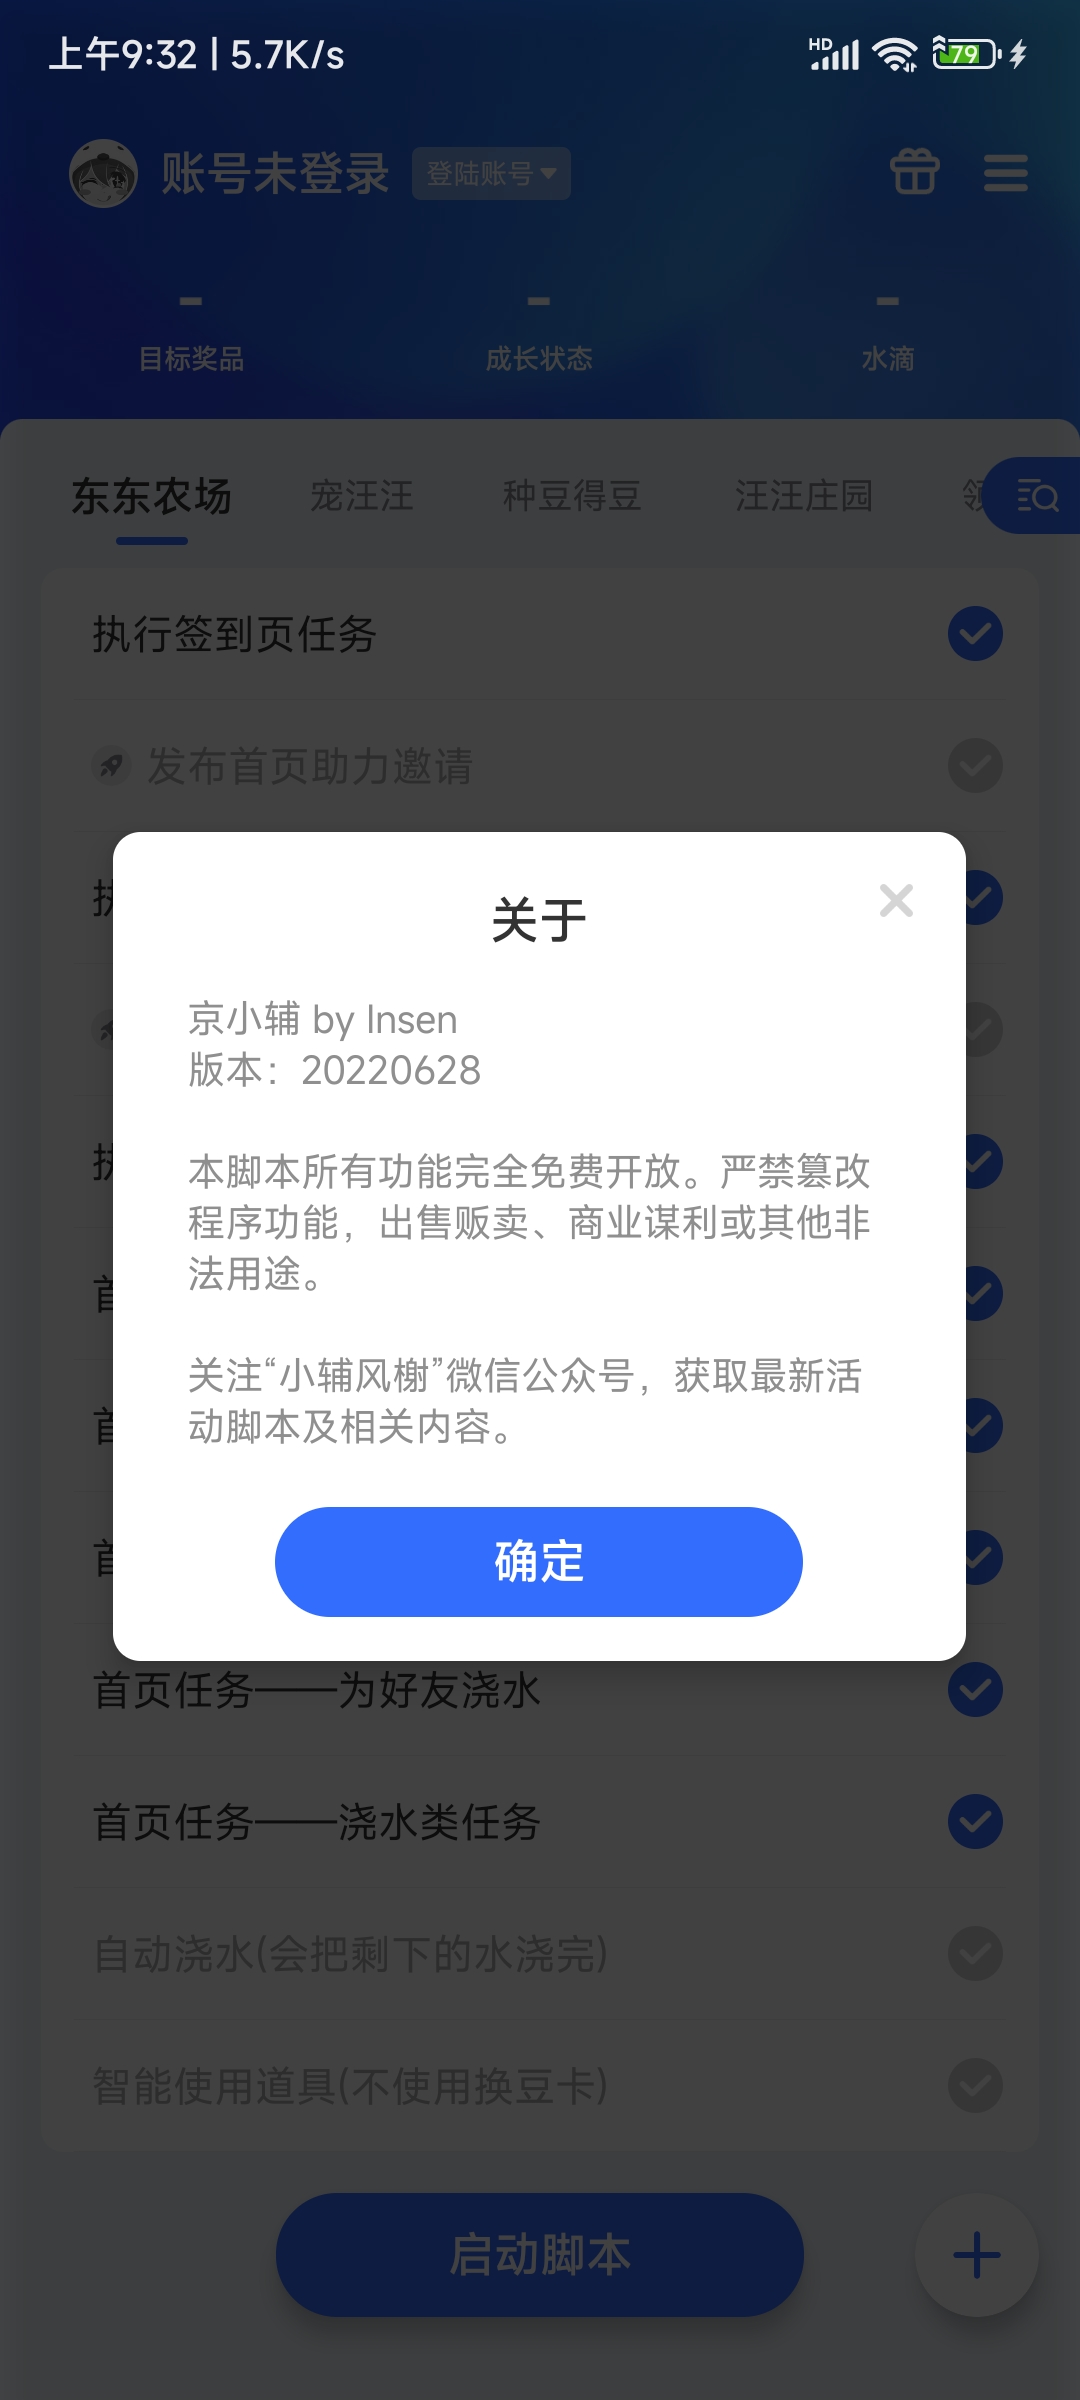 上午9:32 | 5.7K/s
HD
79
账号未登录
登陆账号
-
-
-
目标奖品
成长状态
水滴
东东农场
宠汪汪
种豆得豆
汪汪庄园
执行签到页任务
发布首页助力邀请
关于
京小辅 by Insen
版本：20220628
本脚本所有功能完全免费开放。严禁篡改
程序功能，出售贩卖、商业谋利或其他非
法用途。
关注“小辅风榭”微信公众号，获取最新活
动脚本及相关内容。
确定
首页任务——为好友浇水
首页任务——浇水类任务
自动浇水(会把剩下的水浇完)
智能使用道具(不使用换豆卡)
启动脚本